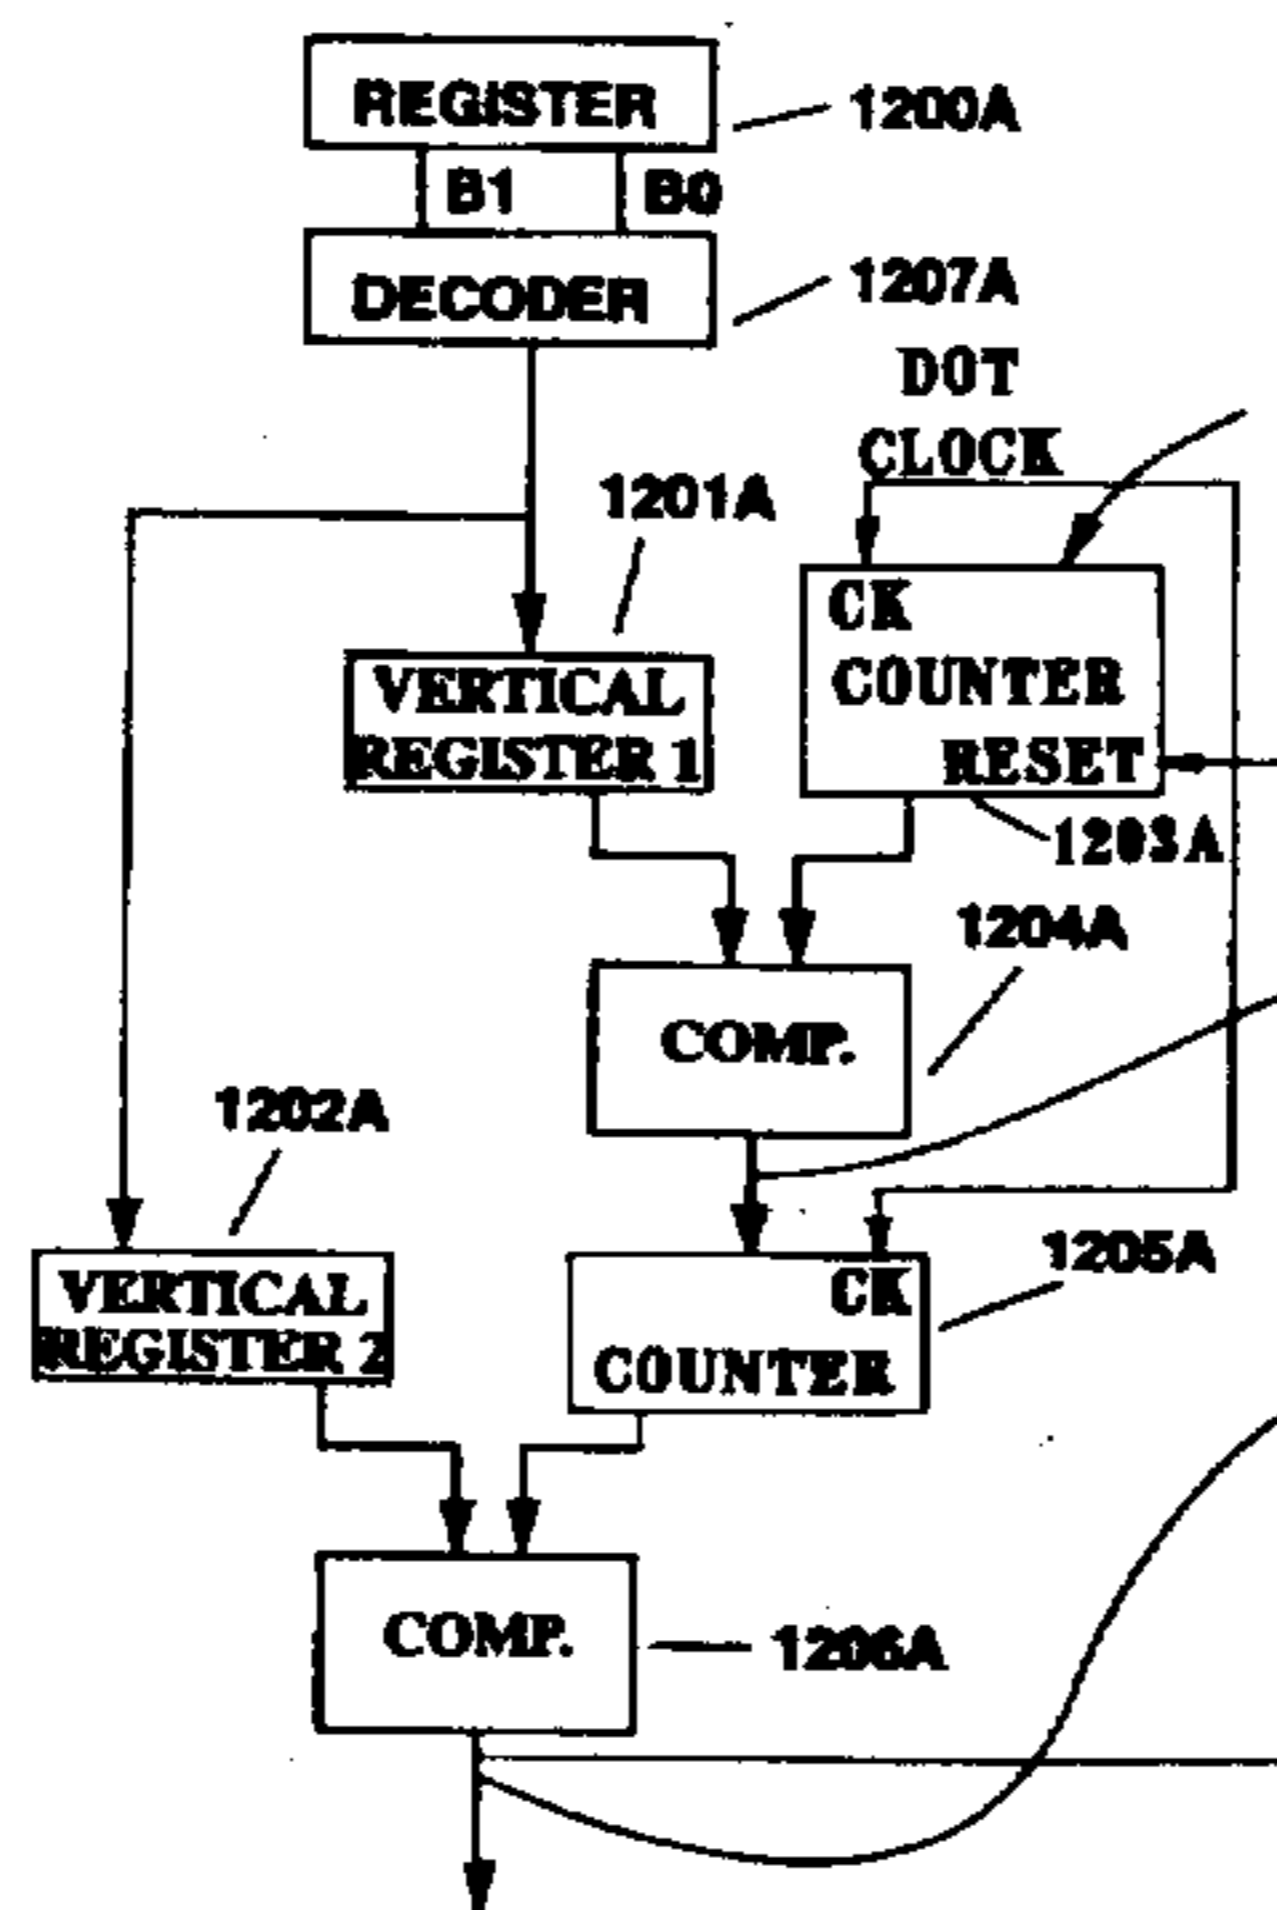 REGISTER
1200A
B1 B0
DECODER
1207A
DOT
CLOCK
1201A
CK
COUNTER
RESET
VERTICAL
REGISTER 1
1203A
1204A
COMP.
1202A
1205A
VERTICAL
REGISTER 2
CK
COUNTER
COMP.
1206A